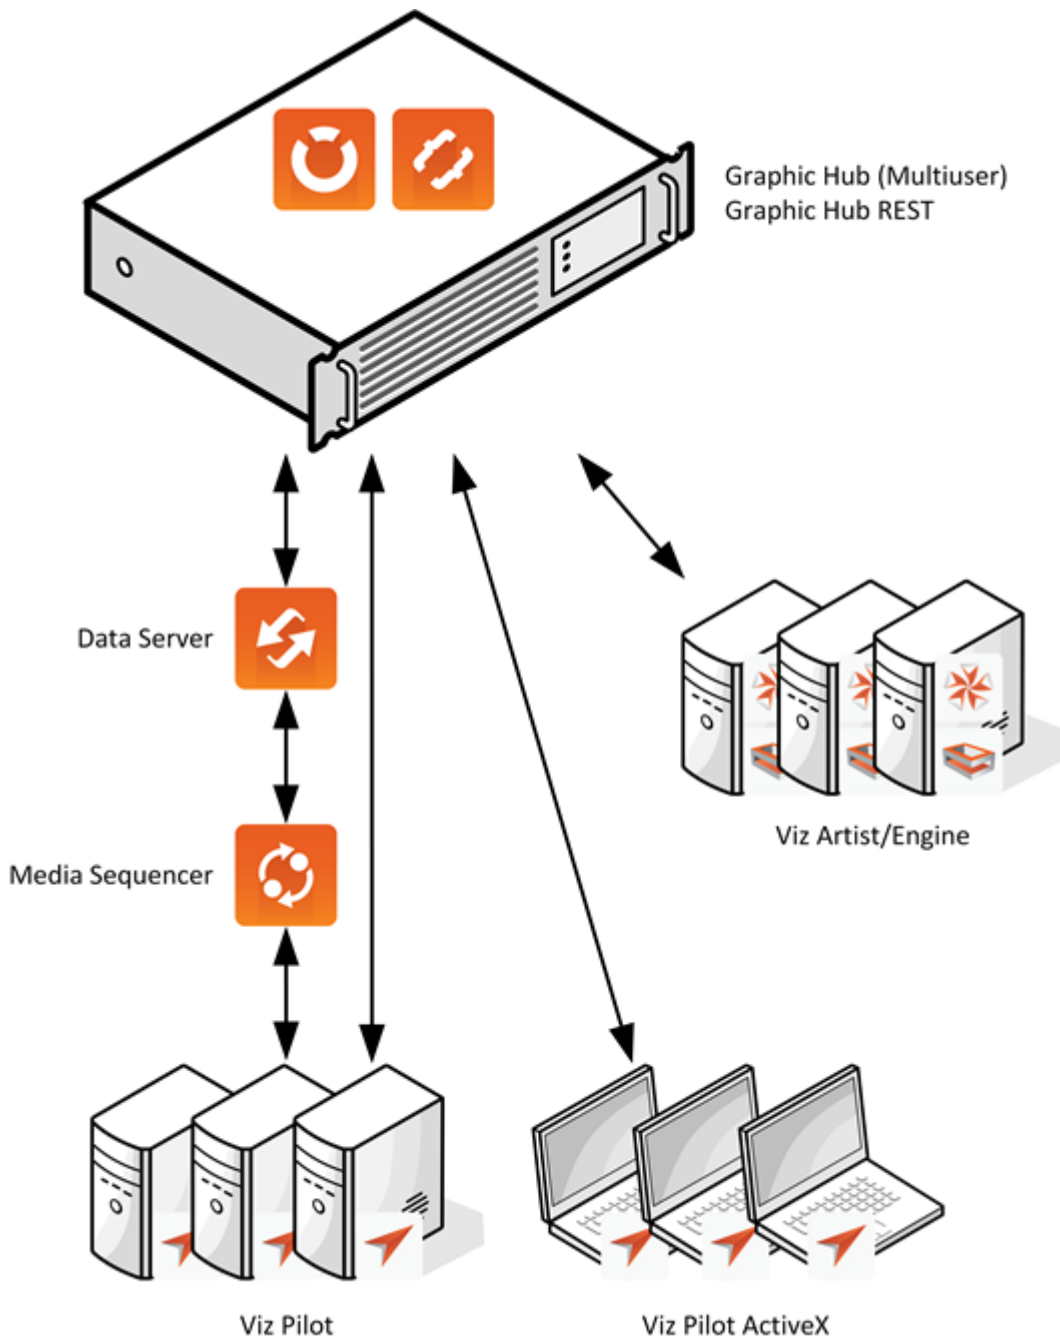 Graphic Hub (Multiuser)
Graphic Hub REST
Data Server
Viz Artist/Engine
Media Sequencer
Viz Pilot
Viz Pilot ActiveX